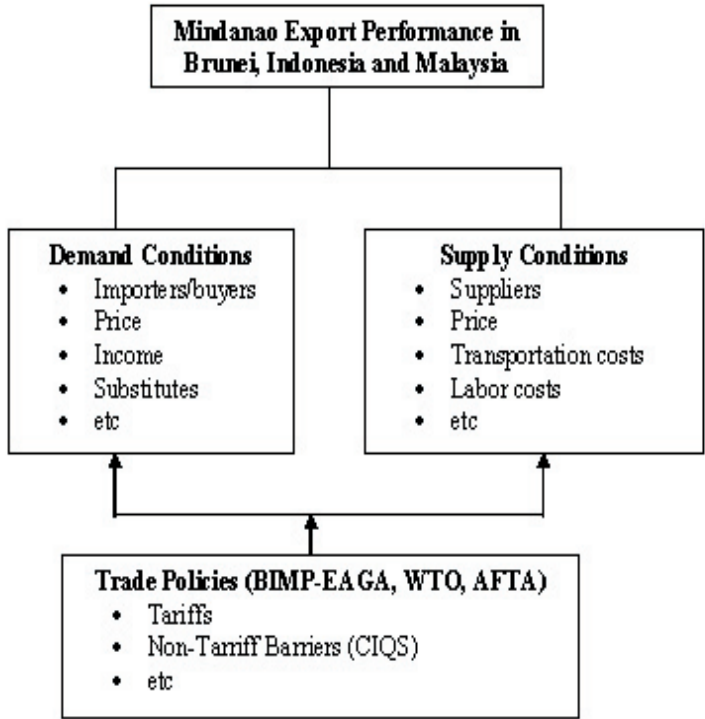 Mindanao Export Performance in
Brunei, Indonesia and Malaysia
Demand Conditions
• Importers/buyers
• Price
• Income
• Substitutes
• etc
Supply Conditions
• Suppliers
• Price
• Transportation costs
• Labor costs
• etc
Trade Policies (BIMP-EAGA, WTO, AFTA)
• Tariffs
• Non-Tarriff Barriers (CIQS)
• etc